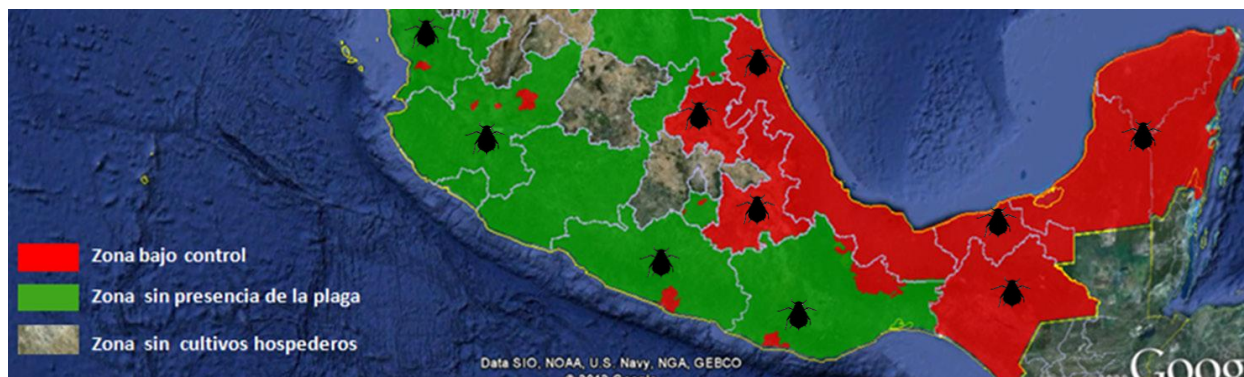 Zona bajo control
Zona sin presencia de la plaga
Zona sin cultivos hospederos
Data SIO, NOAA, U.S. Navy, NGA, GEBCO